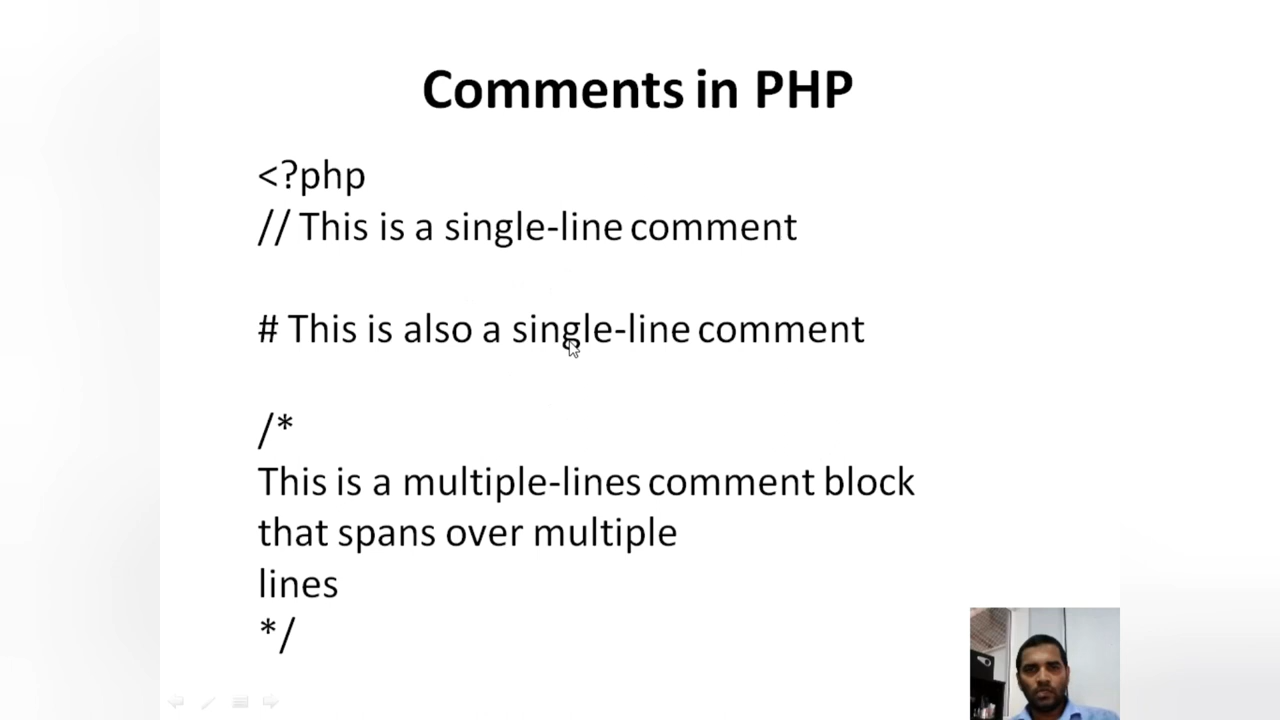 Comments in PHP
<?php
// This is a single-line comment
# This is also a single-line comment
/*
This is a multiple-lines comment block
that spans over multiple
lines
*/